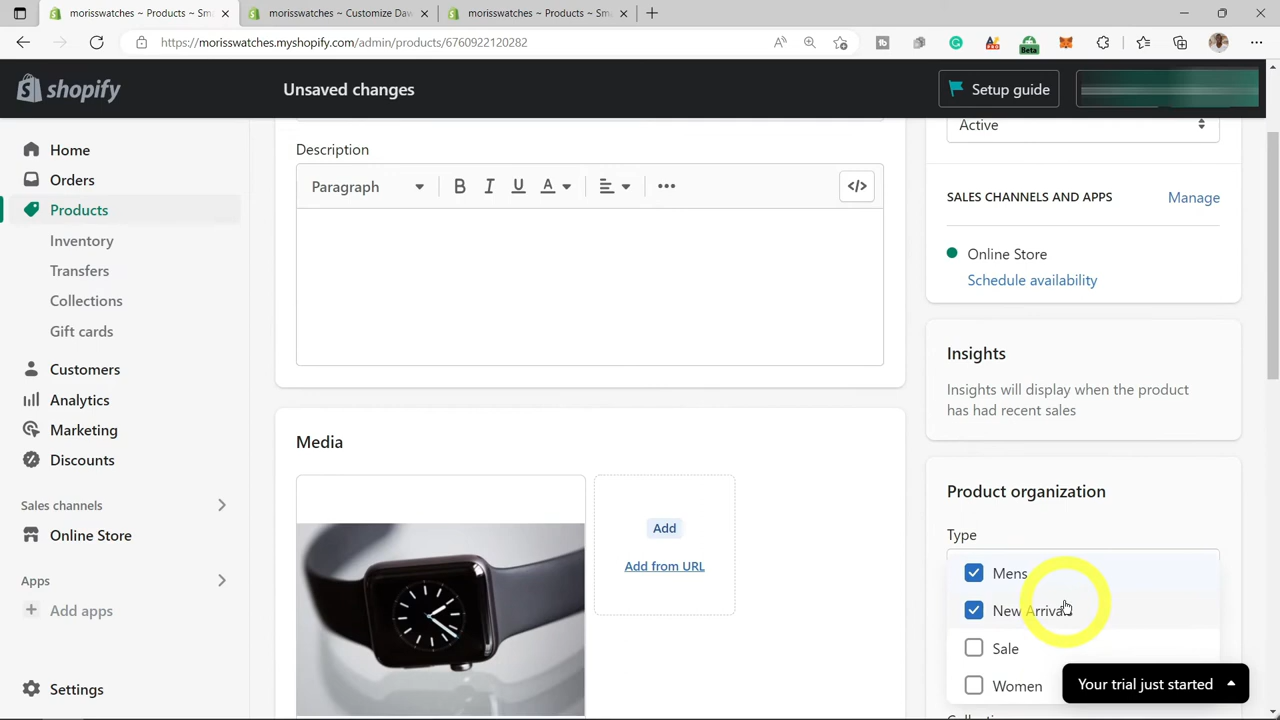 morisswatches ~ Products ~ Sm
morisswatches ~ Customize Daw
morisswatches ~ Products ~ Sm
https://morisswatches.myshopify.com/admin/products/6760922120282
Beta
shopify
Unsaved changes
Setup guide
Home
Orders
Products
Inventory
Transfers
Collections
Gift cards
Customers
Analytics
Marketing
Discounts
Sales channels
Online Store
Apps
Add apps
Settings
Description
Paragraph
B I U A
Media
Add
Add from URL
Active
SALES CHANNELS AND APPS Manage
Online Store
Schedule availability
Insights
Insights will display when the product
has had recent sales
Product organization
Type
Mens
New Arrivals
Sale
Women
Your trial just started